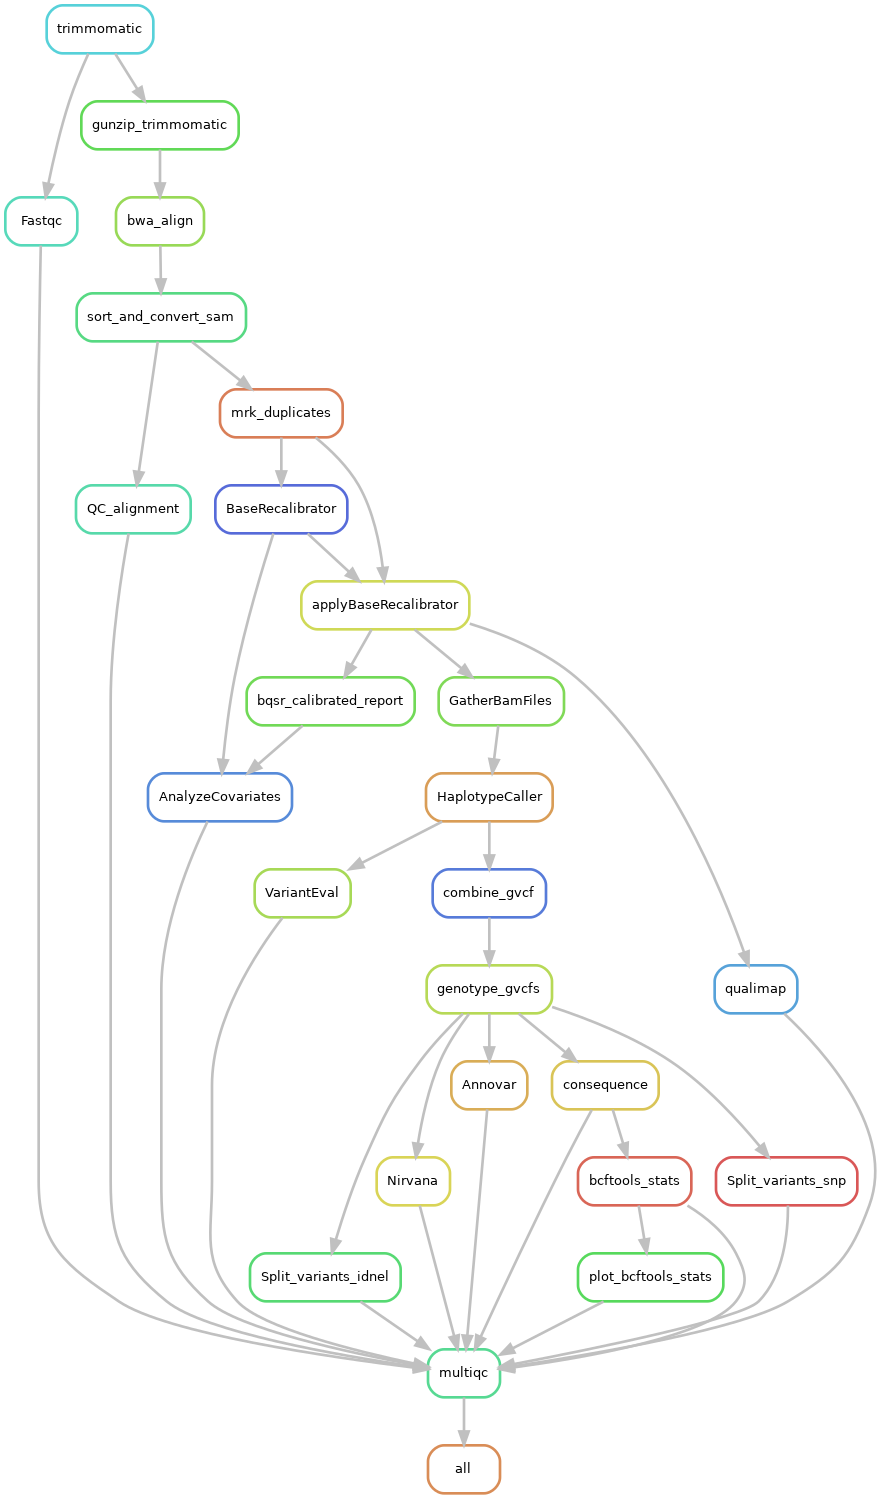 trimmomatic
gunzip_trimmomatic
Fastqc
bwa_align
sort_and_convert_sam
mrk_duplicates
QC_alignment
BaseRecalibrator
applyBaseRecalibrator
bqsr_calibrated_report
GatherBamFiles
AnalyzeCovariates
HaplotypeCaller
VariantEval
combine_gvcf
genotype_gvcfs
qualimap
Annovar
consequence
Nirvana
bcftools_stats
Split_variants_snp
Split_variants_idnel
plot_bcftools_stats
multiqc
all